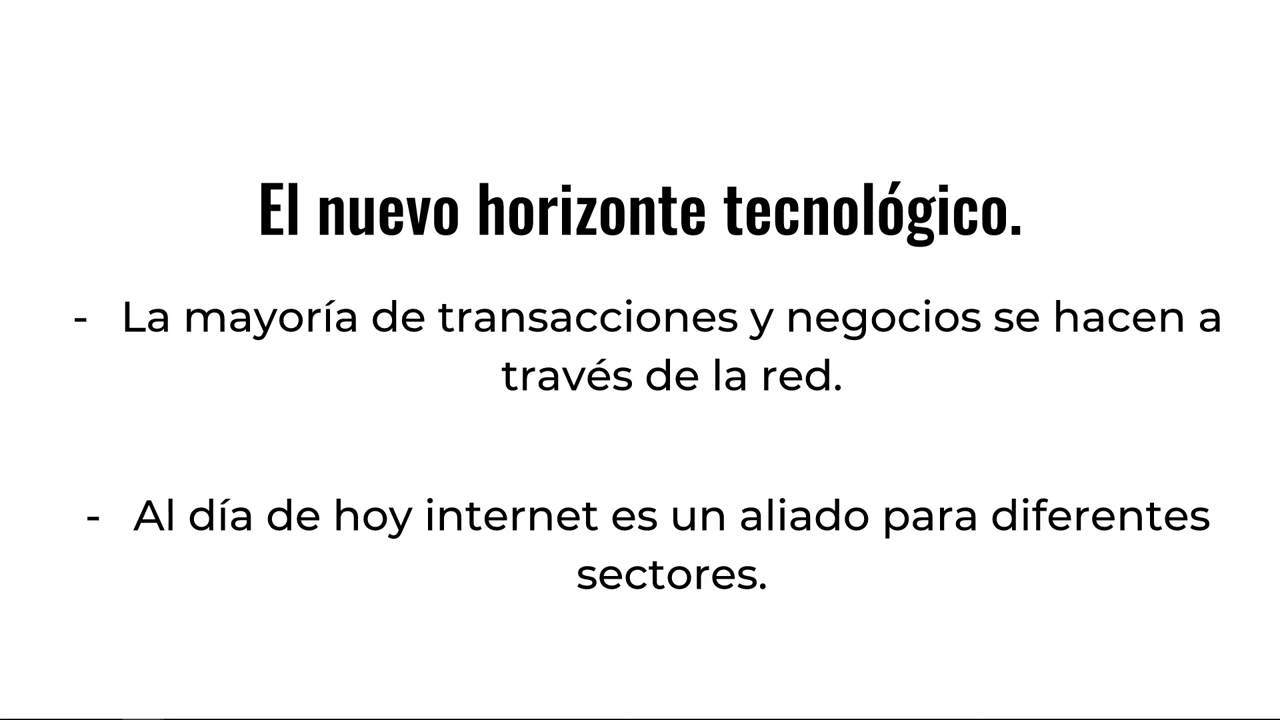 El nuevo horizonte tecnológico.
- La mayoría de transacciones y negocios se hacen a
través de la red.
- Al día de hoy internet es un aliado para diferentes
sectores.